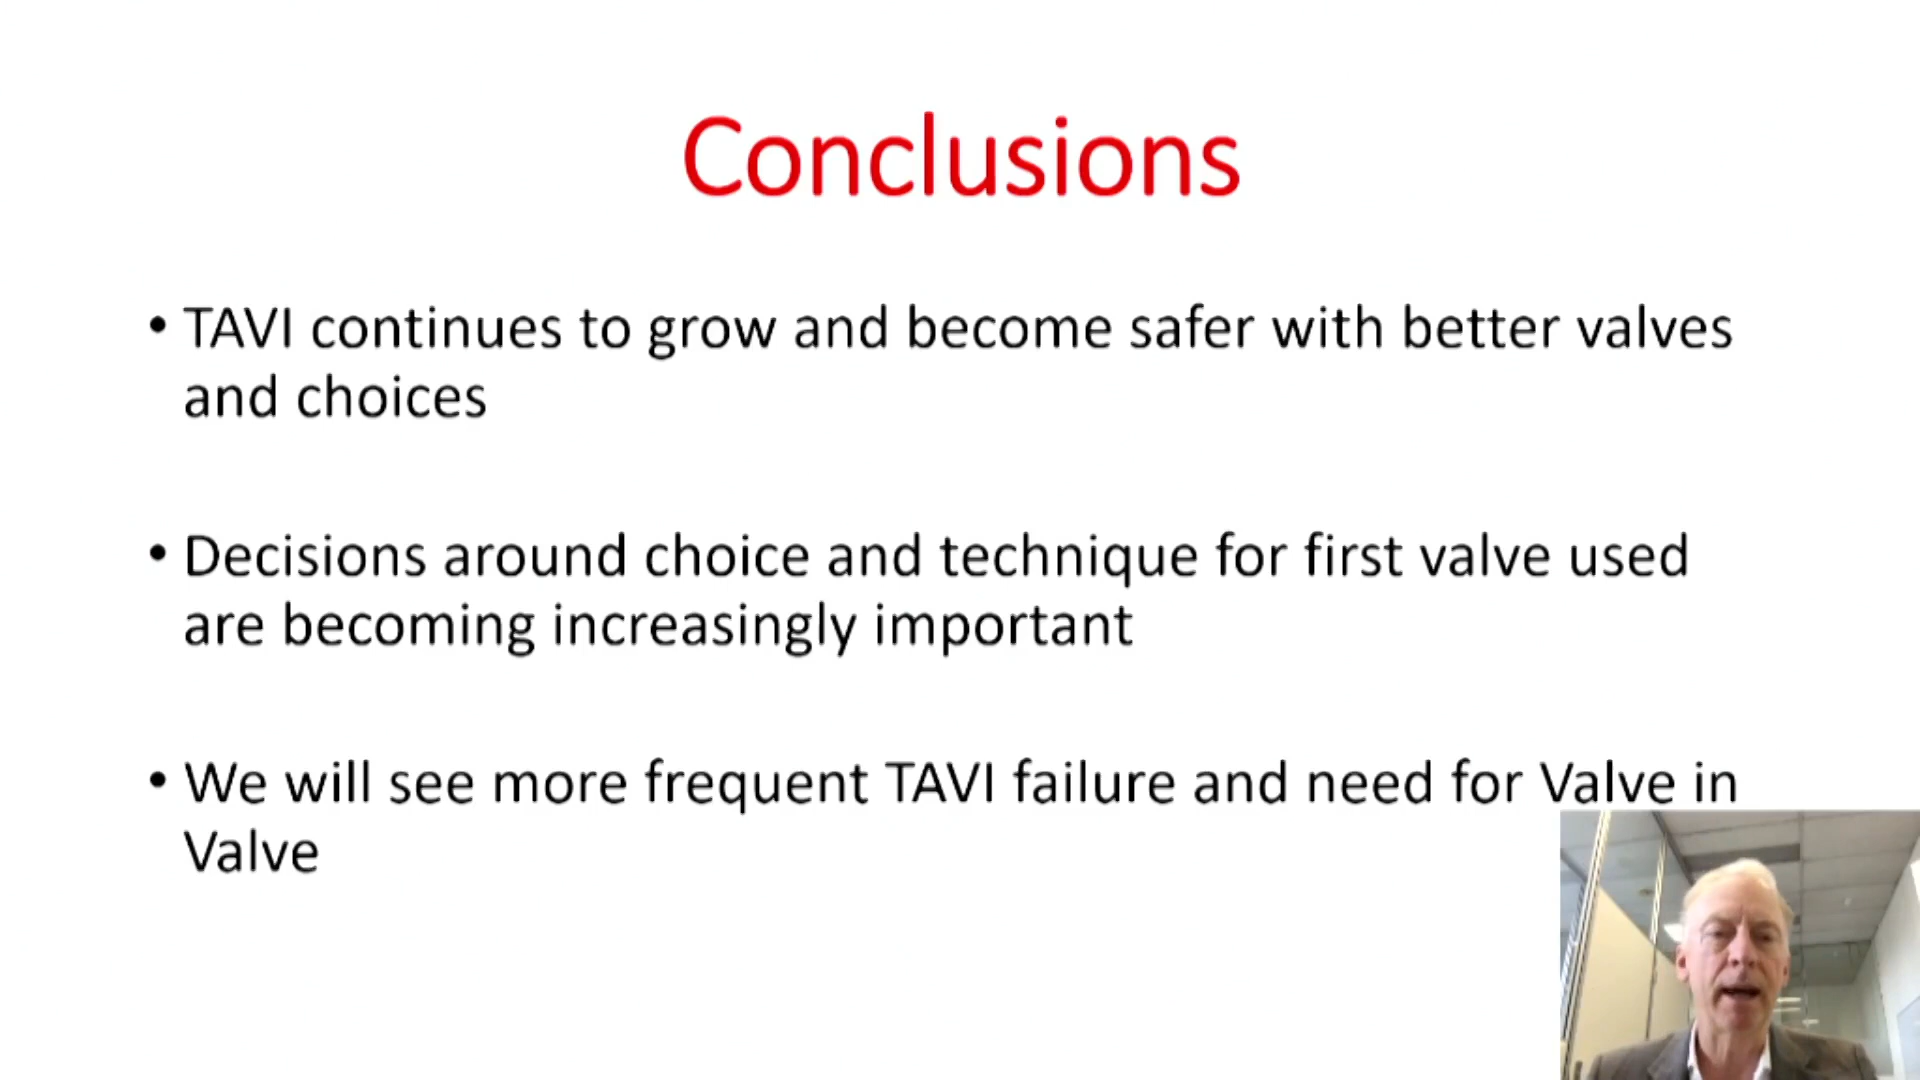 Conclusions
• TAVI continues to grow and become safer with better valves
and choices
• Decisions around choice and technique for first valve used
are becoming increasingly important
• We will see more frequent TAVI failure and need for Valve in
Valve